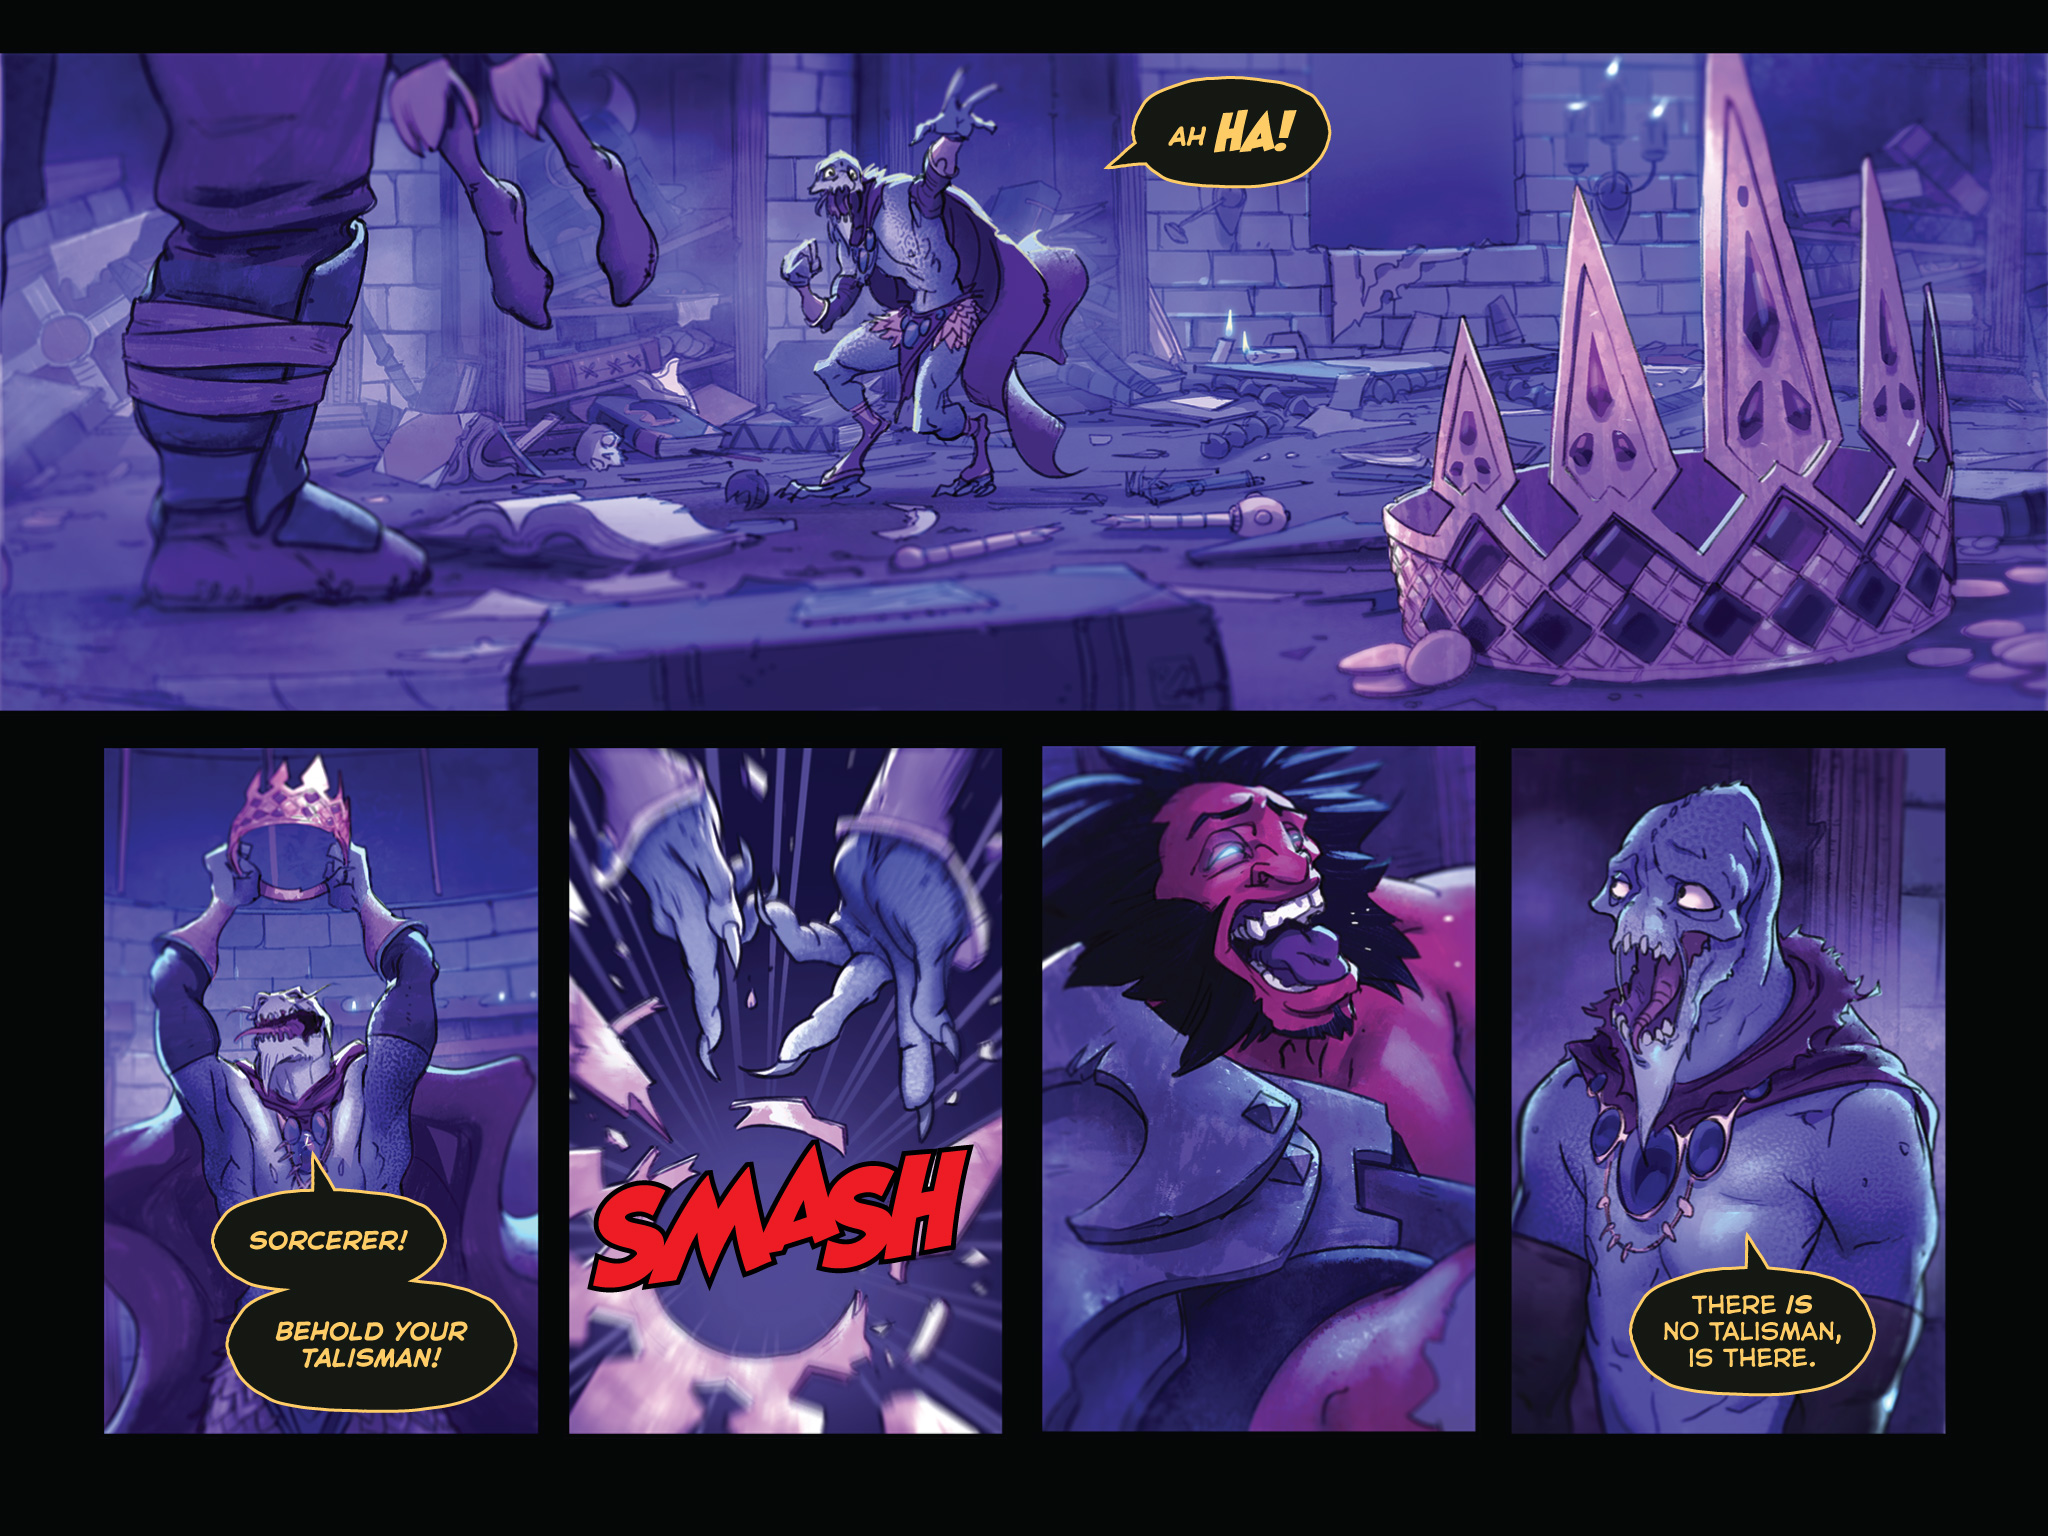 AH HA!
SORCERER!
BEHOLD YOUR
TALISMAN!
SMASH
THERE IS
NO TALISMAN,
IS THERE.